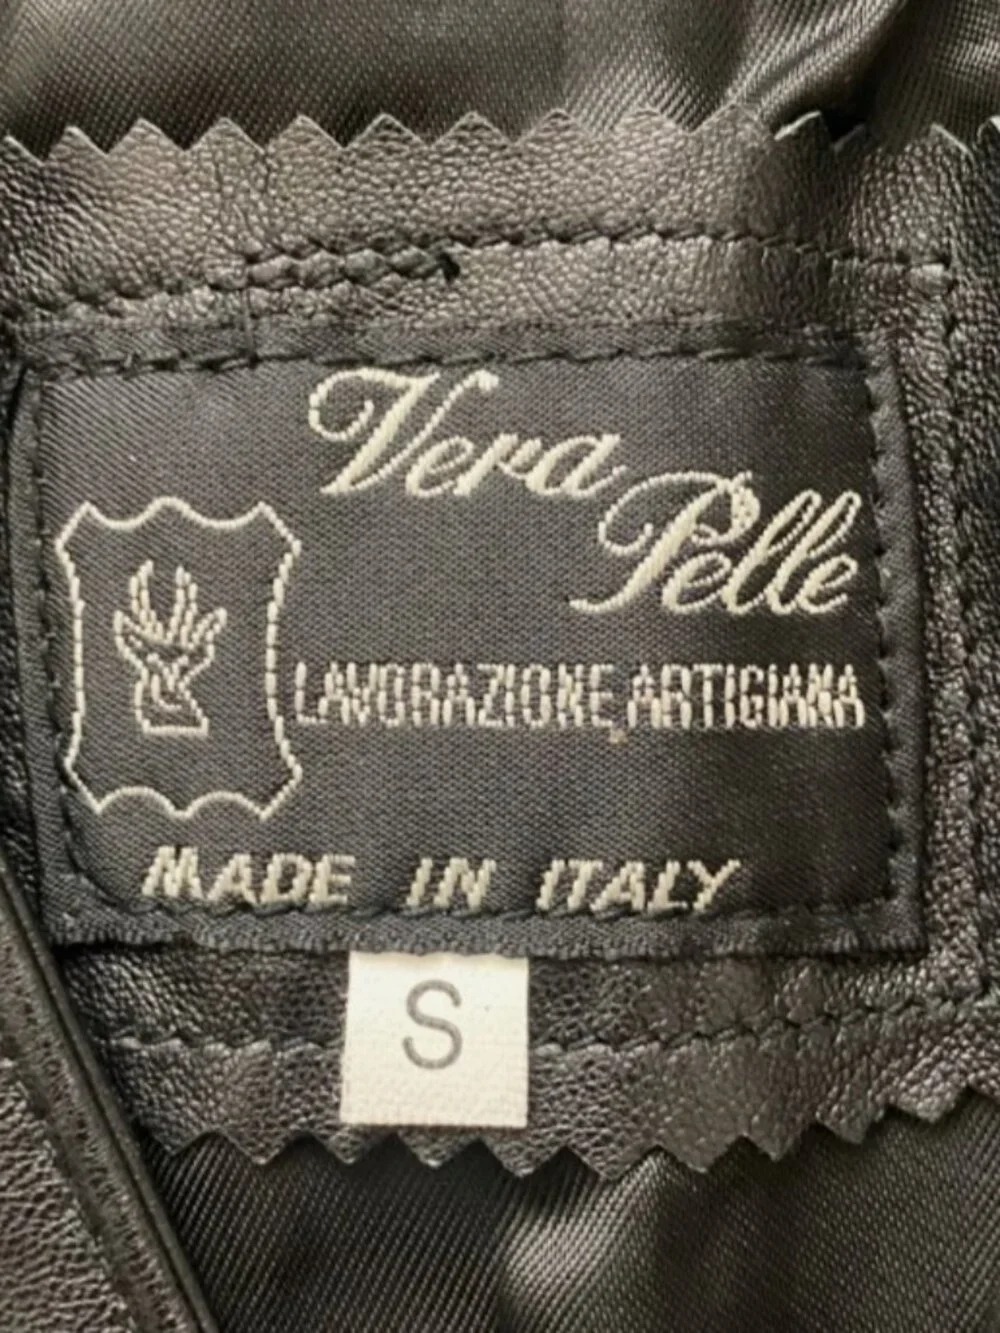 Vera
Pelle
LAVORAZIONE ARTIGIANA
MADE IN ITALY
S